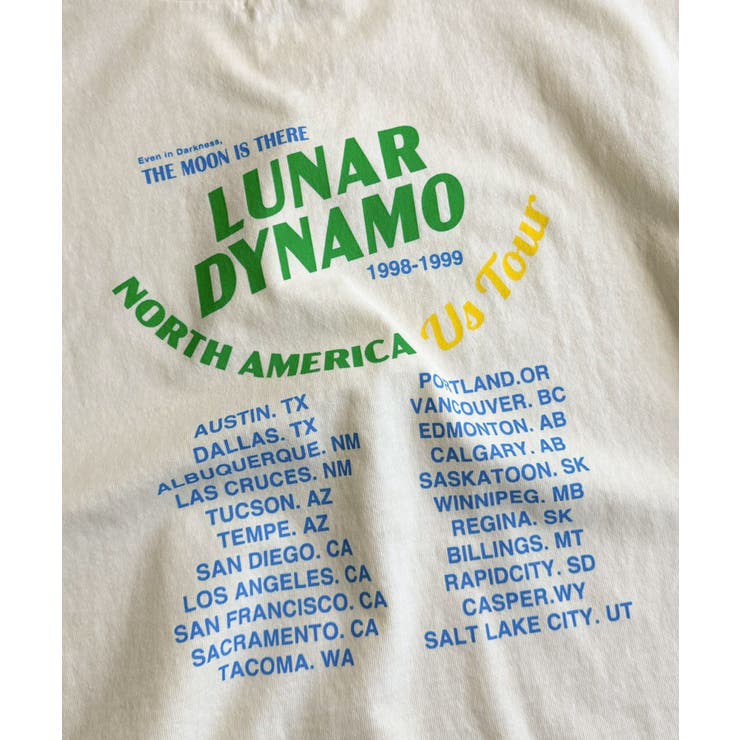 Even in Darkness,
THE MOON IS THERE
LUNAR
DYNAMO
1998-1999
NORTH AMERICA Us Tour
AUSTIN. TX
DALLAS. TX
ALBUQUERQUE. NM
LAS CRUCES. NM
TUCSON. AZ
TEMPE. AZ
SAN DIEGO. CA
LOS ANGELES. CA
SAN FRANCISCO. CA
SACRAMENTO. CA
TACOMA. WA
PORTLAND.OR
VANCOUVER. BC
EDMONTON. AB
CALGARY. AB
SASKATOON. SK
WINNIPEG. MB
REGINA. SK
BILLINGS. MT
RAPIDCITY. SD
CASPER.WY
SALT LAKE CITY. UT